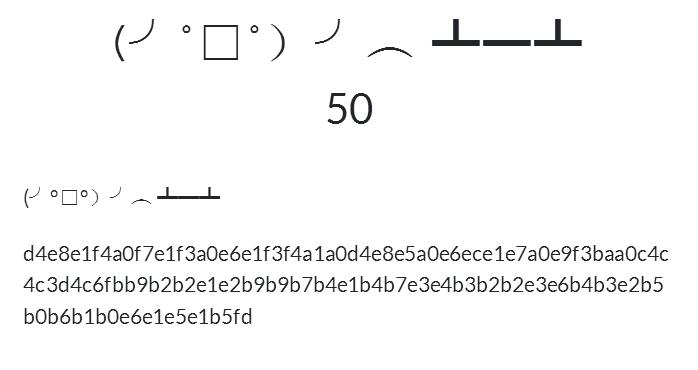 (╯°□°）╯︵ ┻━┻
50
(╯°□°）╯︵ ┻━┻
d4e8e1f4a0f7e1f3a0e6e1f3f4a1a0d4e8e5a0e6ece1e7a0e9f3baa0c4c
4c3d4c6fbb9b2b2e1e2b9b9b7b4e1b4b7e3e4b3b2b2e3e6b4b3e2b5
b0b6b1b0e6e1e5e1b5fd